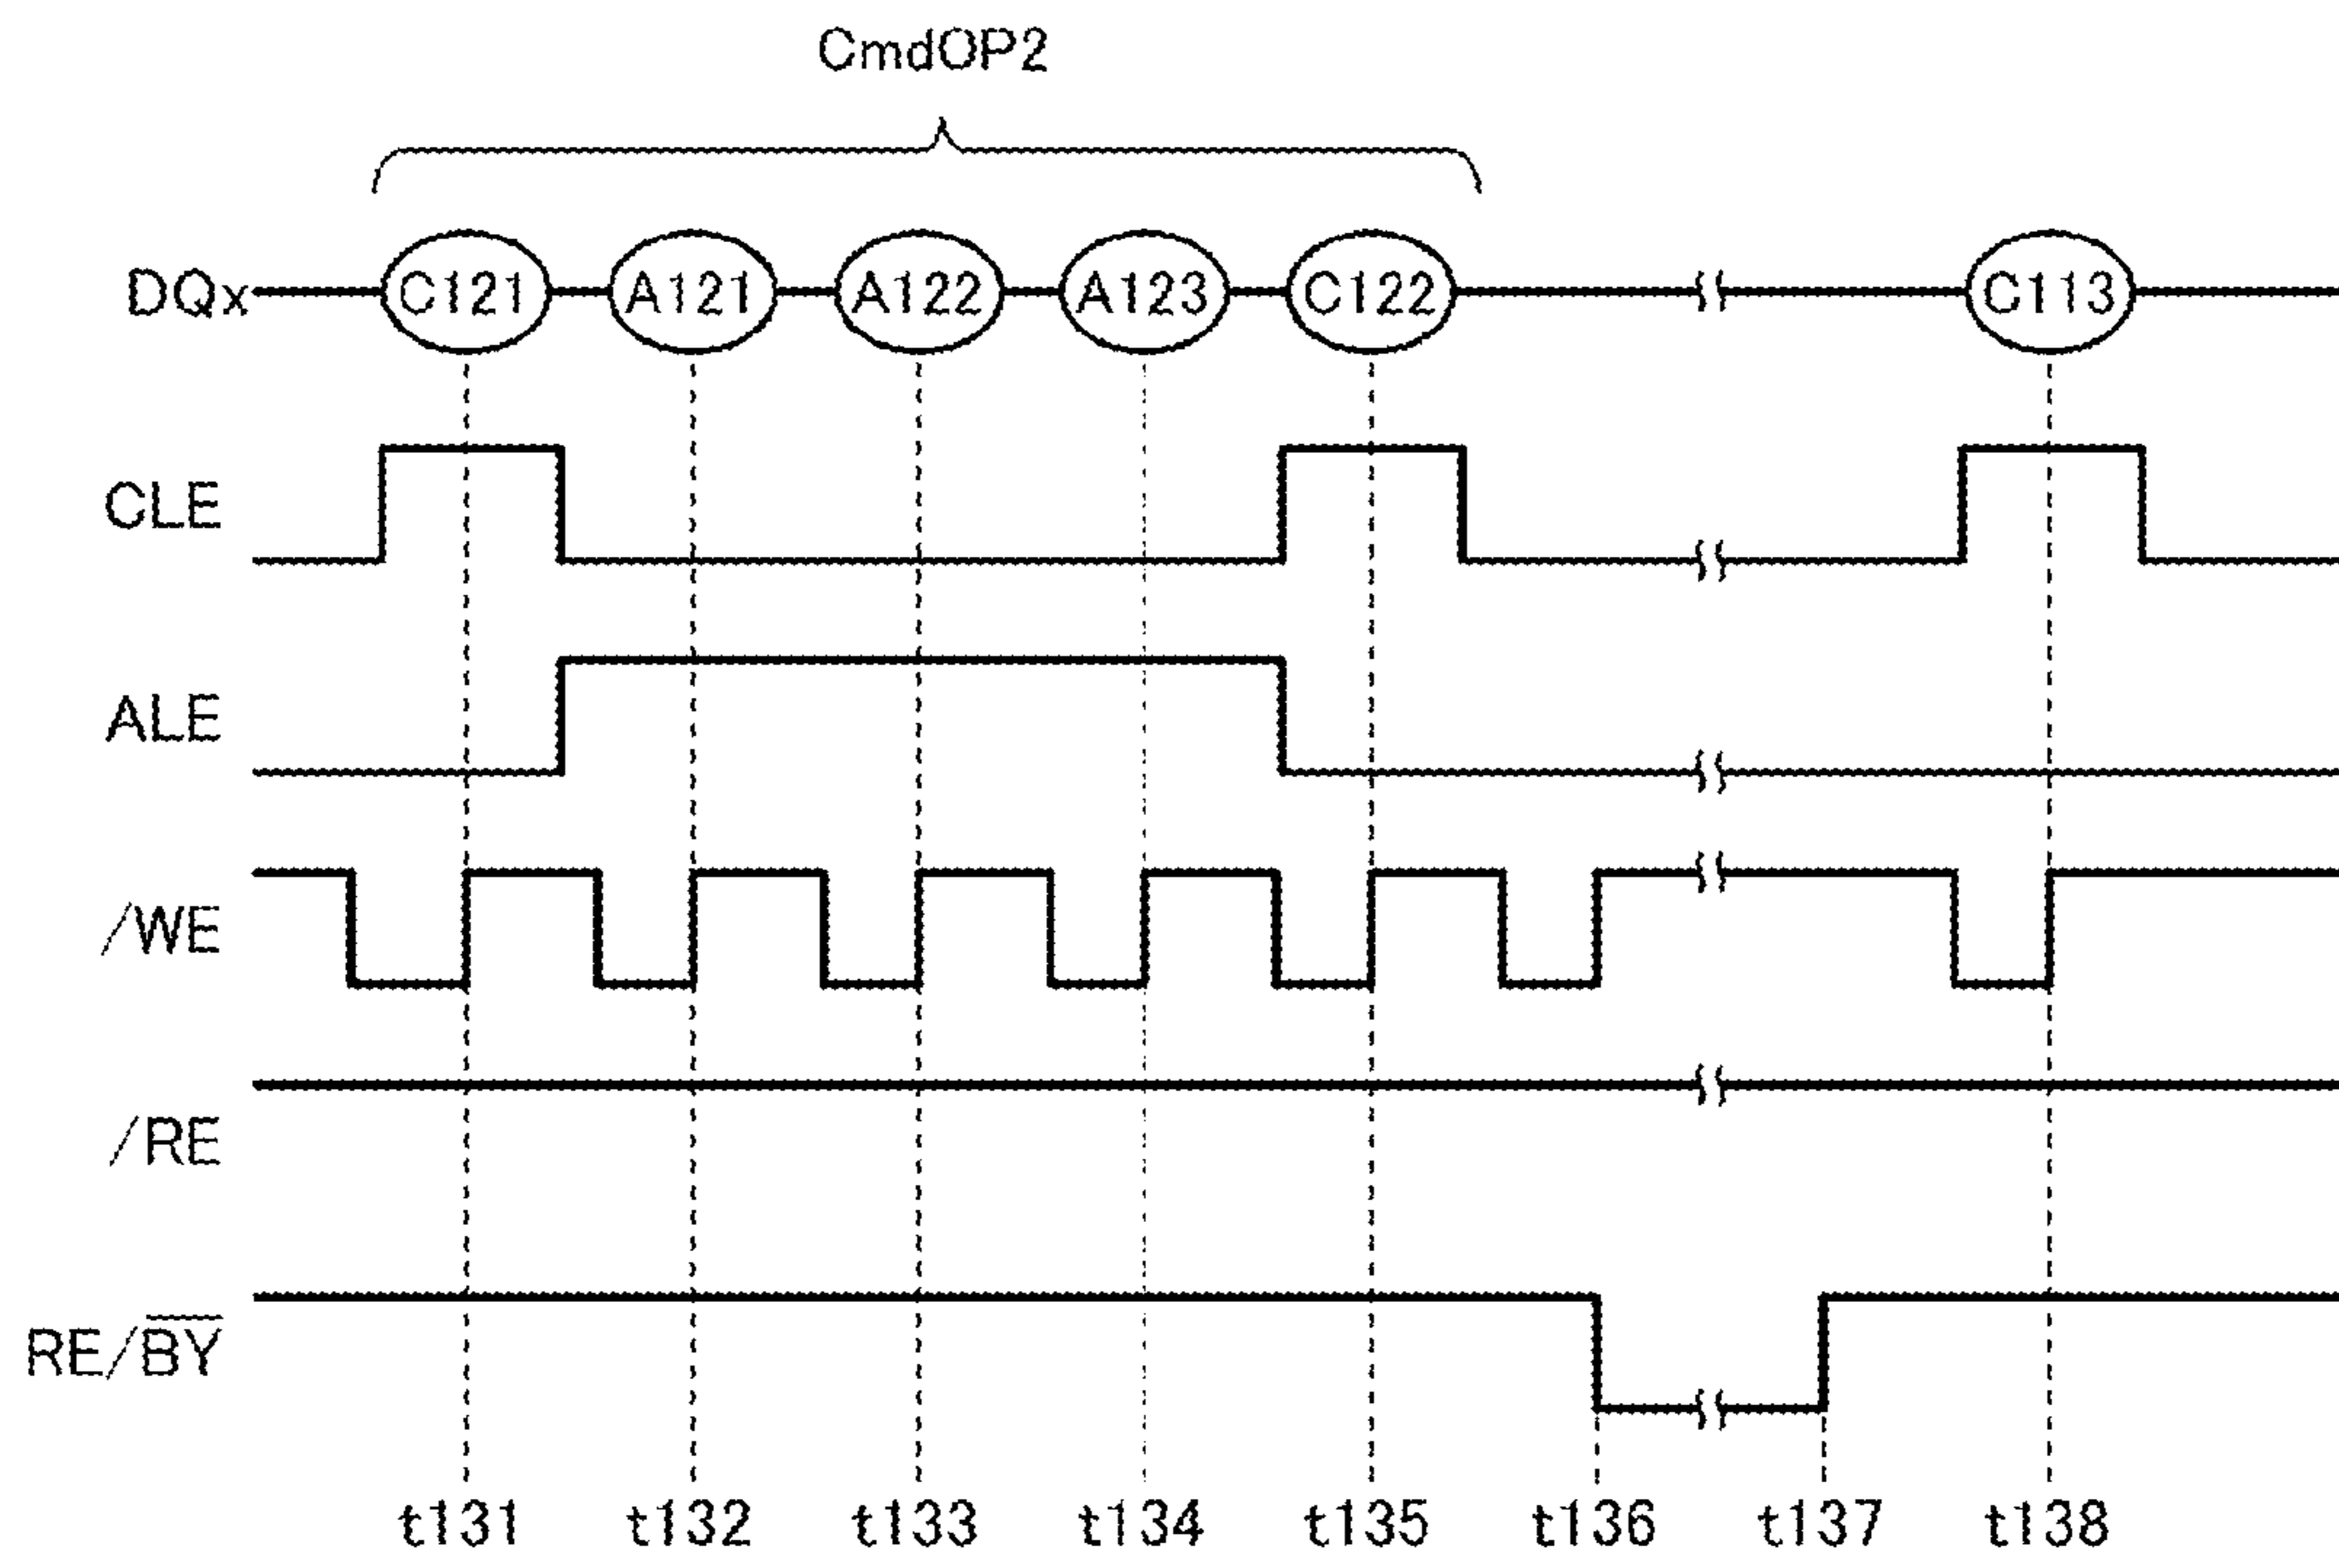 CmdOP2
DQx C121 A121 A122 A123 C122 C113
CLE
ALE
/WE
/RE
RE/B̅Y̅
t131 t132 t133 t134 t135 t136 t137 t138